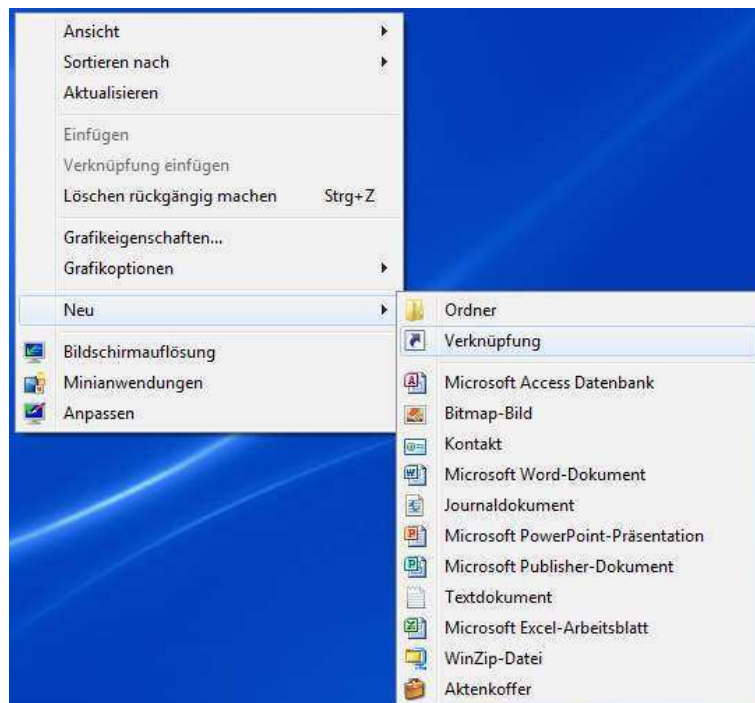 Ansicht
Sortieren nach
Aktualisieren
Einfügen
Verknüpfung einfügen
Löschen rückgängig machen Strg+Z
Grafikeigenschaften...
Grafikoptionen
Neu
Bildschirmauflösung
Minianwendungen
Anpassen
Ordner
Verknüpfung
Microsoft Access Datenbank
Bitmap-Bild
Kontakt
Microsoft Word-Dokument
Journaldokument
Microsoft PowerPoint-Präsentation
Microsoft Publisher-Dokument
Textdokument
Microsoft Excel-Arbeitsblatt
WinZip-Datei
Aktenkoffer